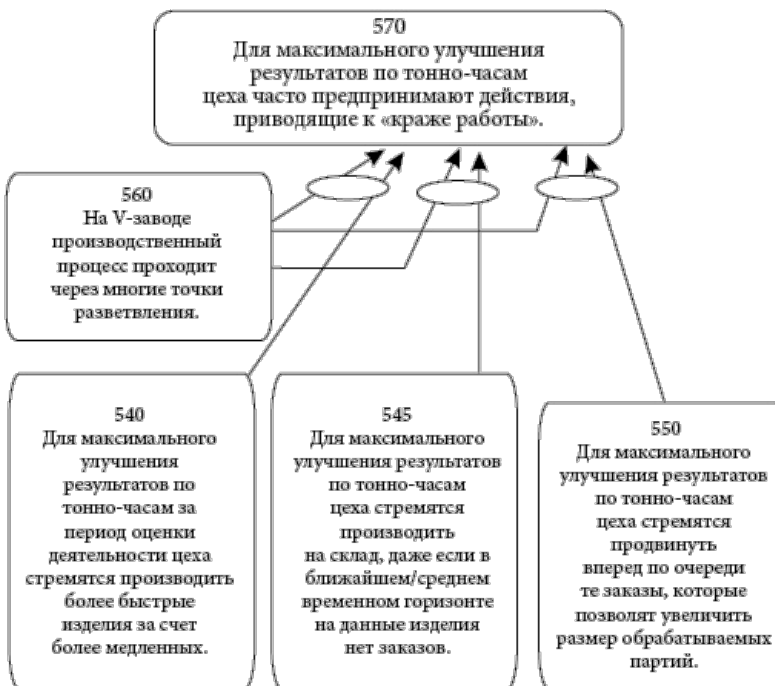 570
Для максимального улучшения
результатов по тонно-часам
цеха часто предпринимают действия,
приводящие к «краже работы».
560
На V-заводе
производственный
процесс проходит
через многие точки
разветвления.
540
Для максимального
улучшения
результатов по
тонно-часам за
период оценки
деятельности цеха
стремятся производить
более быстрые
изделия за счет
более медленных.
545
Для максимального
улучшения результатов
по тонно-часам
цеха стремятся
производить
на склад, даже если в
ближайшем/среднем
временном горизонте
на данные изделия
нет заказов.
550
Для максимального
улучшения результатов
по тонно-часам
цеха стремятся
продвинуть
вперед по очереди
те заказы, которые
позволят увеличить
размер обрабатываемых
партий.